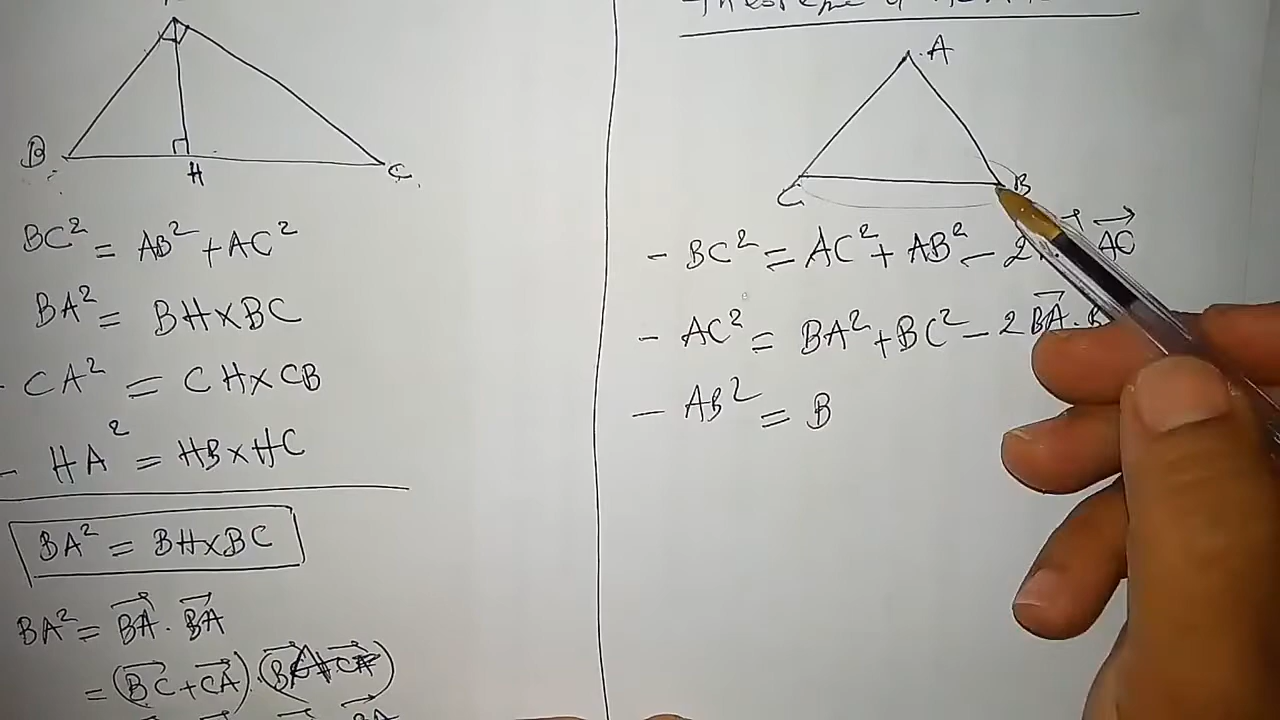 B
H
C
BC² = AB² + AC²
BA² = BH × BC
- CA² = CH × CB
- HA² = HB × HC
BA² = BH × BC
BA² = BA . BA
= (BC + CA) . (B
A
C
B
- BC² = AC² + AB² - 2 AC
- AC² = BA² + BC² - 2 BA . B
- AB² = B